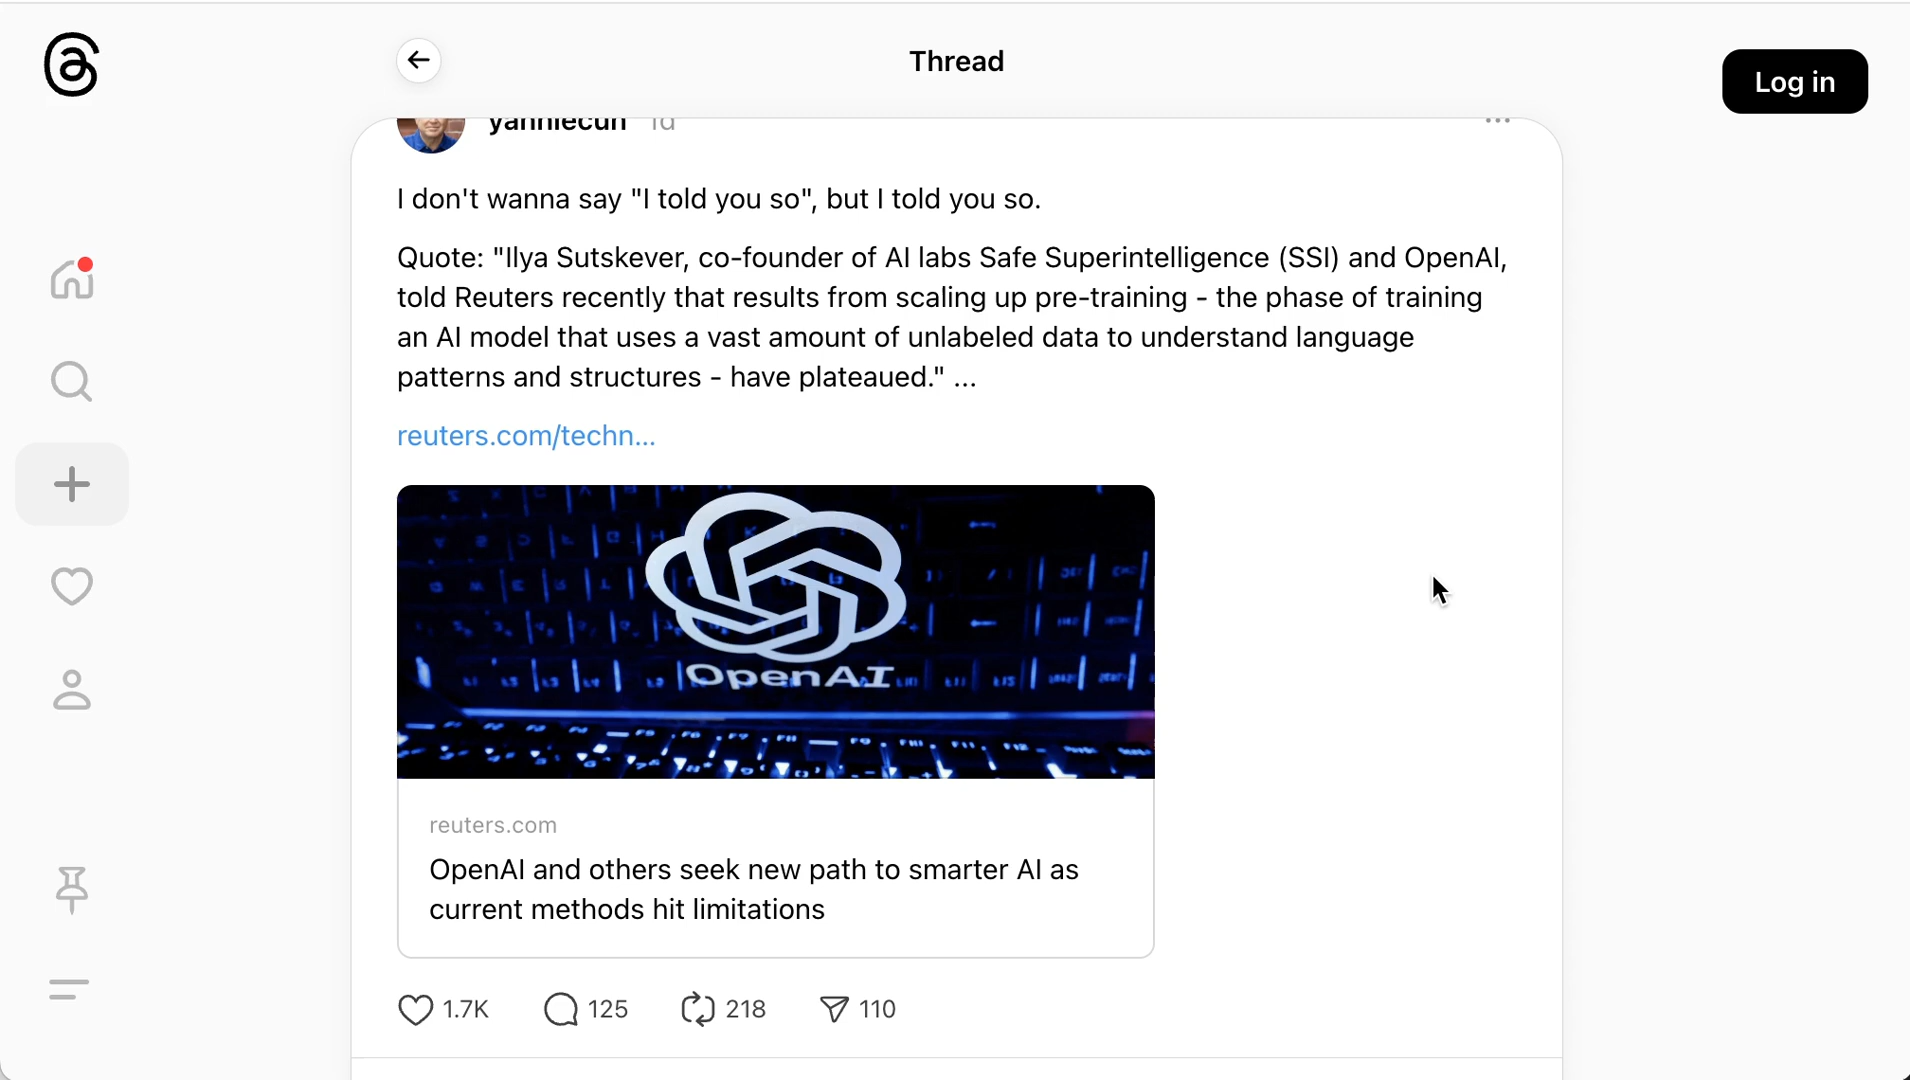 Thread
Log in
yannlecun 1d
I don't wanna say "I told you so", but I told you so.
Quote: "Ilya Sutskever, co-founder of AI labs Safe Superintelligence (SSI) and OpenAI,
told Reuters recently that results from scaling up pre-training - the phase of training
an AI model that uses a vast amount of unlabeled data to understand language
patterns and structures - have plateaued." ...
reuters.com/techn...
OpenAI
reuters.com
OpenAI and others seek new path to smarter AI as
current methods hit limitations
1.7K 125 218 110